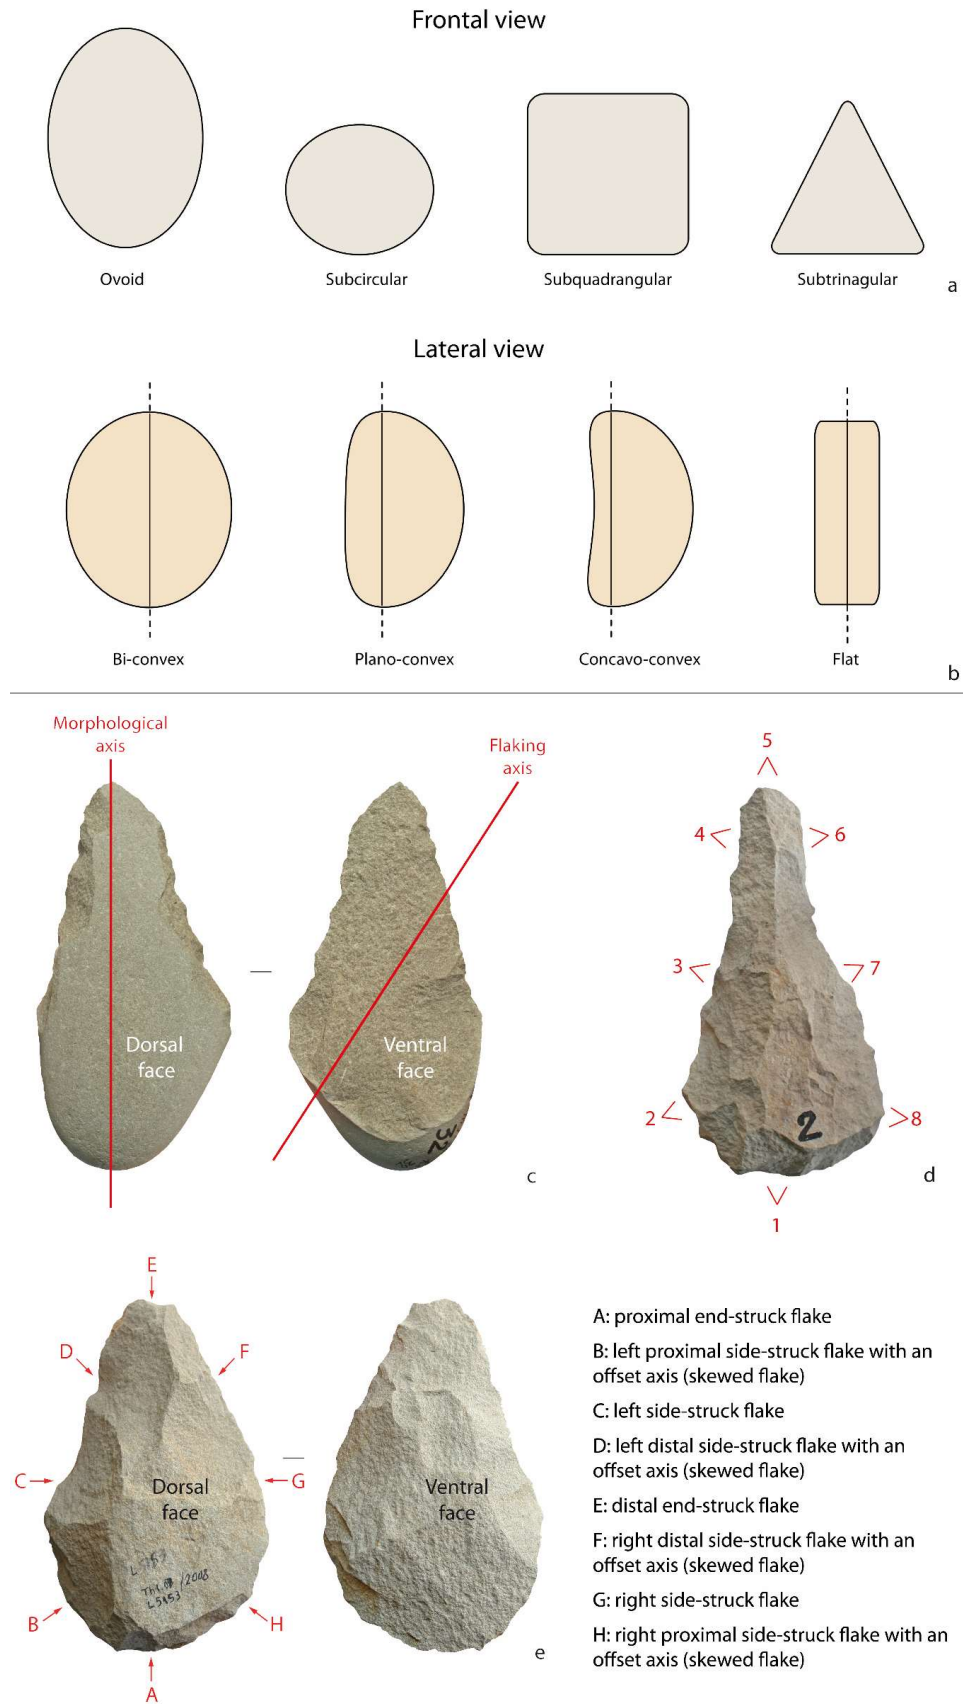 Frontal view
Ovoid
Subcircular
Subquadrangular
Subtrinagular
a
Lateral view
Bi-convex
Plano-convex
Concavo-convex
Flat
b
Morphological
axis
Flaking
axis
Dorsal
face
Ventral
face
c
5
4
6
3
7
2
8
2
1
d
E
D
F
C
G
Dorsal
face
Ventral
face
/2008
L5153
B
H
A
e
A: proximal end-struck flake
B: left proximal side-struck flake with an
offset axis (skewed flake)
C: left side-struck flake
D: left distal side-struck flake with an
offset axis (skewed flake)
E: distal end-struck flake
F: right distal side-struck flake with an
offset axis (skewed flake)
G: right side-struck flake
H: right proximal side-struck flake with an
offset axis (skewed flake)